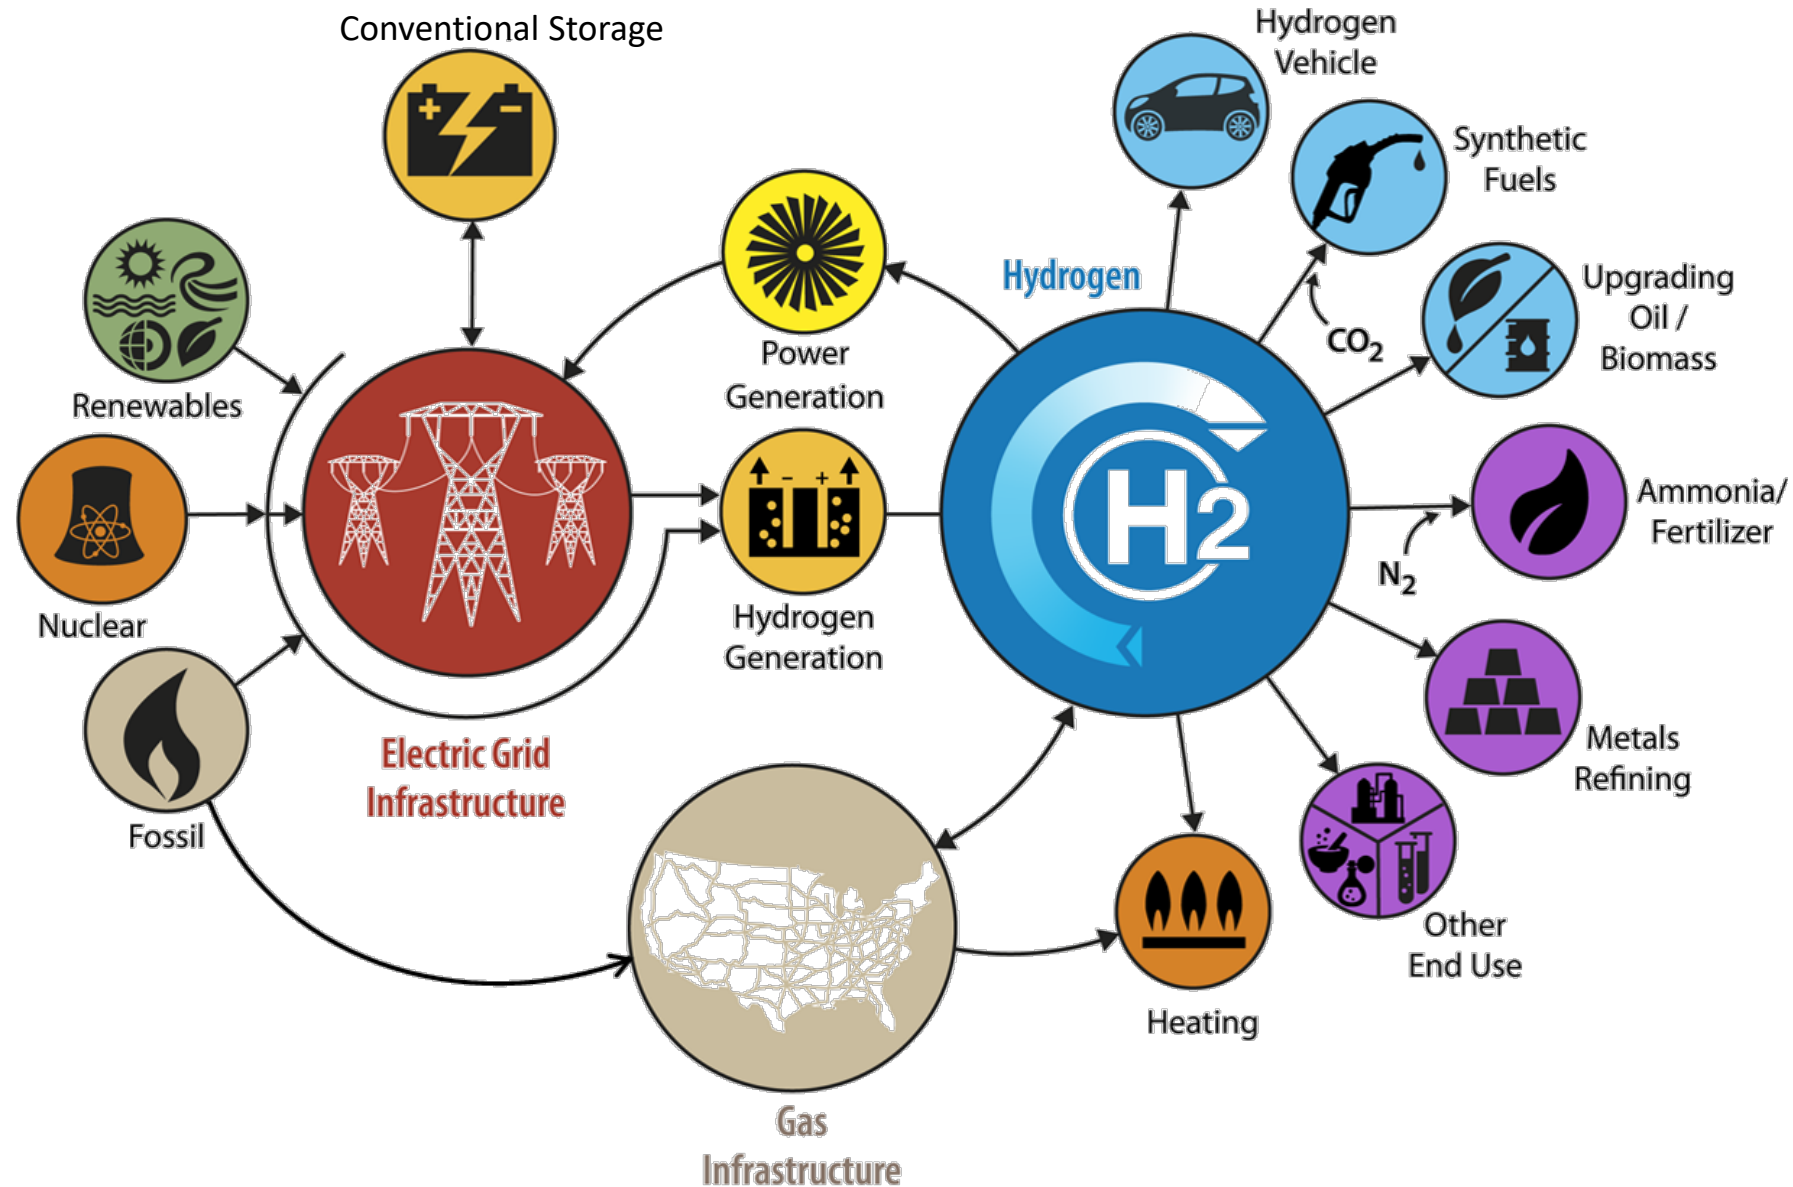 Conventional Storage
Hydrogen
Vehicle
Synthetic
Fuels
Upgrading
Oil /
Biomass
CO₂
Hydrogen
Power
Generation
Renewables
Nuclear
Fossil
+ -
- +
H2
Hydrogen
Generation
Electric Grid
Infrastructure
Ammonia/
Fertilizer
N₂
Metals
Refining
Other
End Use
Heating
Gas
Infrastructure